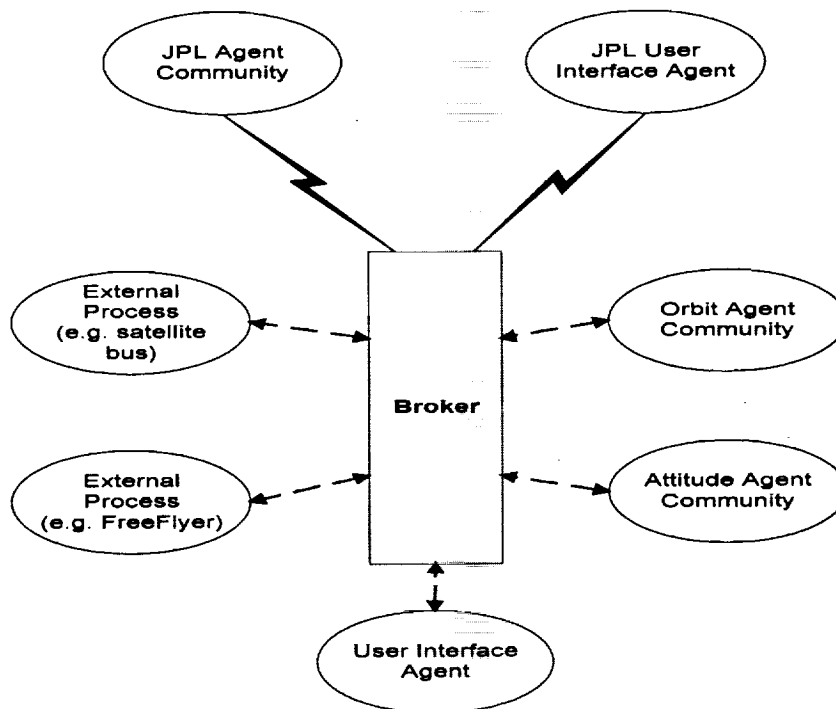 JPL Agent
Community
JPL User
Interface Agent
External
Process
(e.g. satellite
bus)
Orbit Agent
Community
Broker
External
Process
(e.g. FreeFlyer)
Attitude Agent
Community
User Interface
Agent